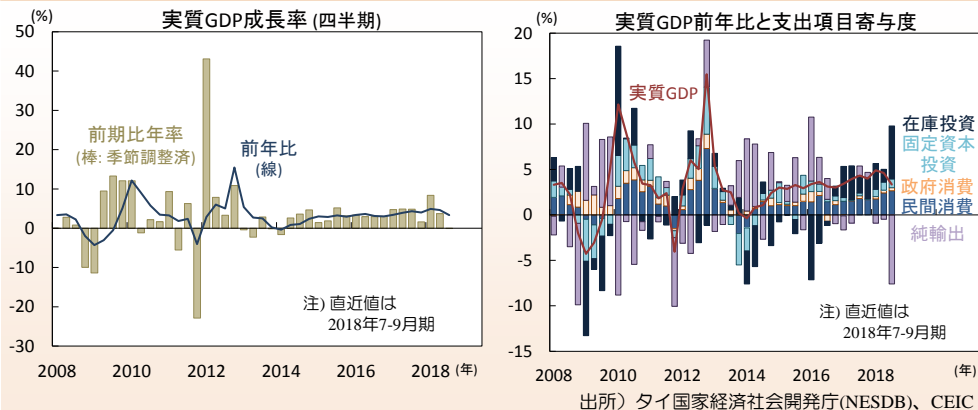 実質GDP成長率 (四半期)
(%)
50
40
30
20
10
0
-10
-20
-30
前期比年率
(棒: 季節調整済)
前年比
(線)
注) 直近値は
2018年7-9月期
2008 2010 2012 2014 2016 2018 (年)
実質GDP前年比と支出項目寄与度
(%)
20
15
10
5
0
-5
-10
-15
実質GDP
在庫投資
固定資本
投資
政府消費
民間消費
純輸出
注) 直近値は
2018年7-9月期
2008 2010 2012 2014 2016 2018
(年)
出所）タイ国家経済社会開発庁(NESDB)、CEIC